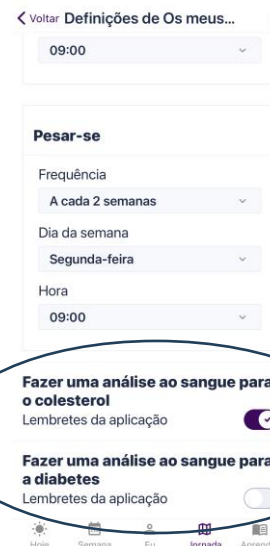 Voltar Definições de Os meus...
09:00
Pesar-se
Frequência
A cada 2 semanas
Dia da semana
Segunda-feira
Hora
09:00
Fazer uma análise ao sangue para
o colesterol
Lembretes da aplicação
Fazer uma análise ao sangue para
a diabetes
Lembretes da aplicação
Hoje Semana Eu Jornada Aprend